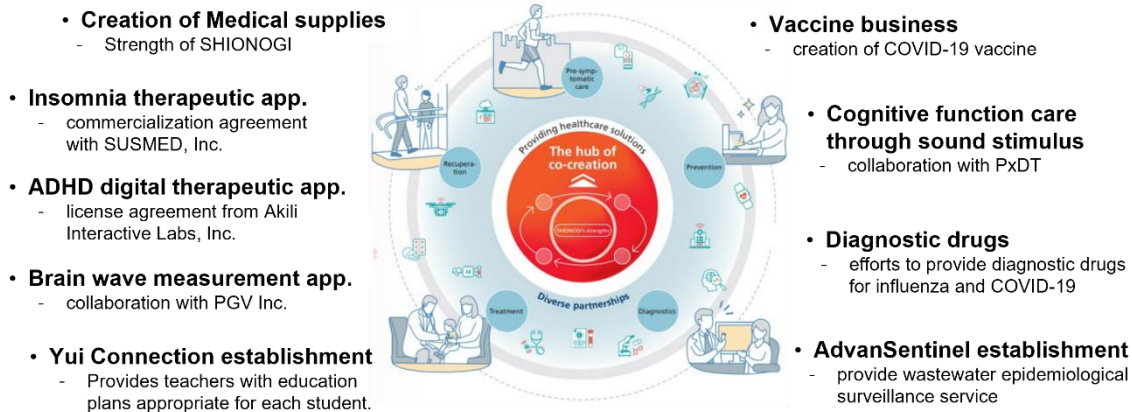 • Creation of Medical supplies
- Strength of SHIONOGI
• Insomnia therapeutic app.
- commercialization agreement
with SUSMED, Inc.
• ADHD digital therapeutic app.
- license agreement from Akili
Interactive Labs, Inc.
• Brain wave measurement app.
- collaboration with PGV Inc.
• Yui Connection establishment
- Provides teachers with education
plans appropriate for each student.
Pre-symp-
tomatic
care
Providing healthcare solutions
The hub of
co-creation
Recupera-
tion
Prevention
SHIONOGI's strengths
Diverse partnerships
Treatment
Diagnostics
• Vaccine business
- creation of COVID-19 vaccine
• Cognitive function care
through sound stimulus
- collaboration with PxDT
• Diagnostic drugs
- efforts to provide diagnostic drugs
for influenza and COVID-19
• AdvanSentinel establishment
- provide wastewater epidemiological
surveillance service